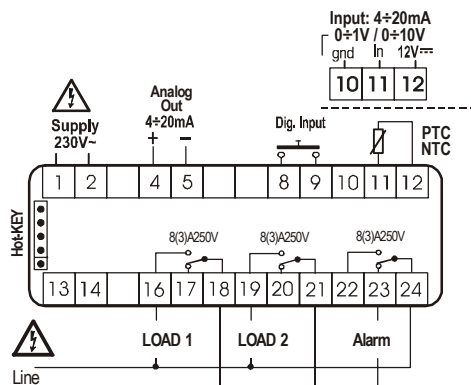 Input: 4÷20mA
0÷1V / 0÷10V
gnd In 12V⎓
10 11 12
Supply
230V~
Analog
Out
4÷20mA
+ −
Dig. Input
PTC
NTC
1 2 4 5 8 9 10 11 12
Hot-KEY
8(3)A250V 8(3)A250V 8(3)A250V
13 14 16 17 18 19 20 21 22 23 24
LOAD 1 LOAD 2 Alarm
Line